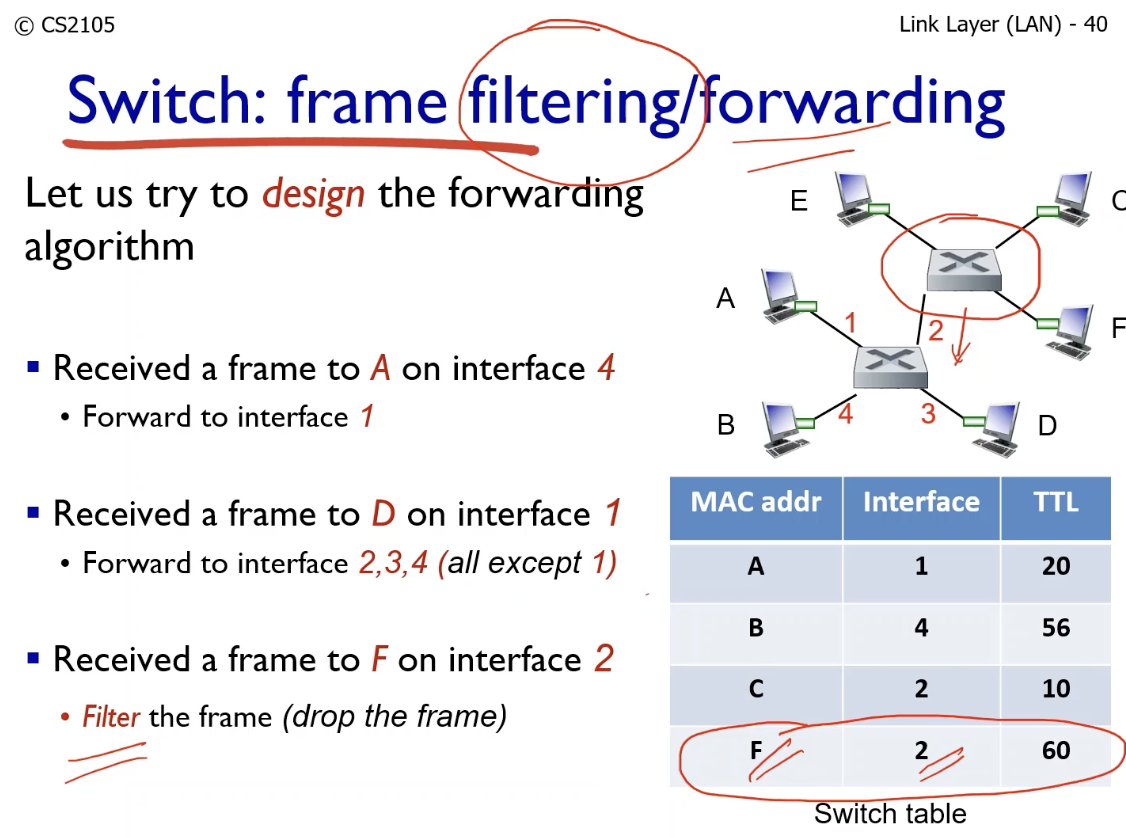 © CS2105
Link Layer (LAN) - 40
Switch: frame filtering/forwarding
Let us try to design the forwarding
algorithm
Received a frame to A on interface 4
Forward to interface 1
Received a frame to D on interface 1
Forward to interface 2,3,4 (all except 1)
Received a frame to F on interface 2
Filter the frame (drop the frame)
E
C
A
1
2
F
B
4
3
D
MAC addr Interface TTL
A 1 20
B 4 56
C 2 10
F 2 60
Switch table